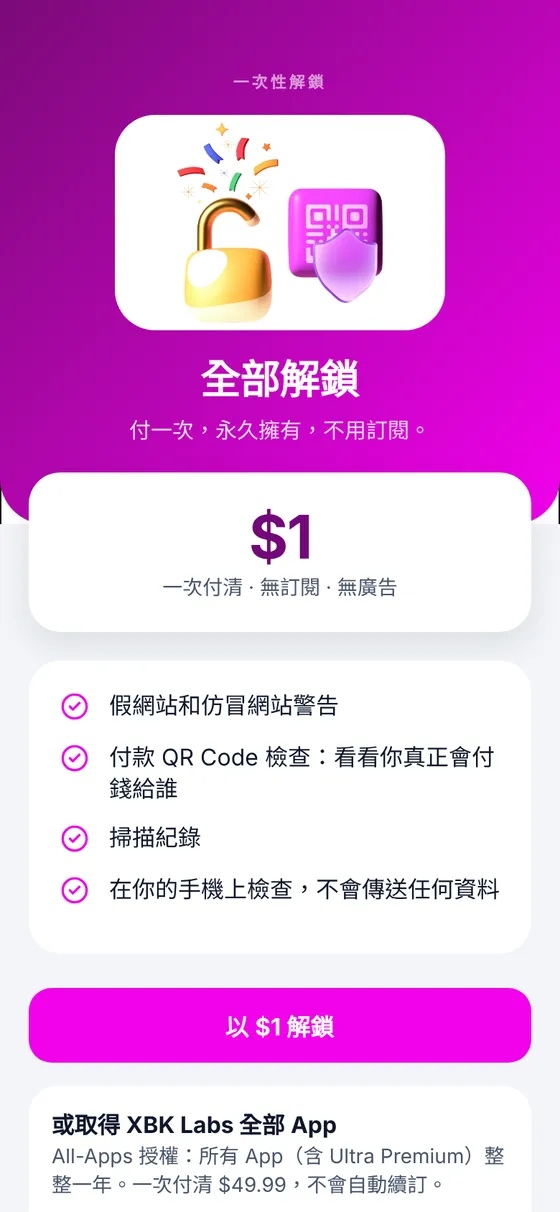 一次性解鎖
全部解鎖
付一次，永久擁有，不用訂閱。
$1
一次付清 · 無訂閱 · 無廣告
假網站和仿冒網站警告
付款 QR Code 檢查：看看你真正會付
錢給誰
掃描紀錄
在你的手機上檢查，不會傳送任何資料
以 $1 解鎖
或取得 XBK Labs 全部 App
All-Apps 授權：所有 App（含 Ultra Premium）整
整一年。一次付清 $49.99，不會自動續訂。